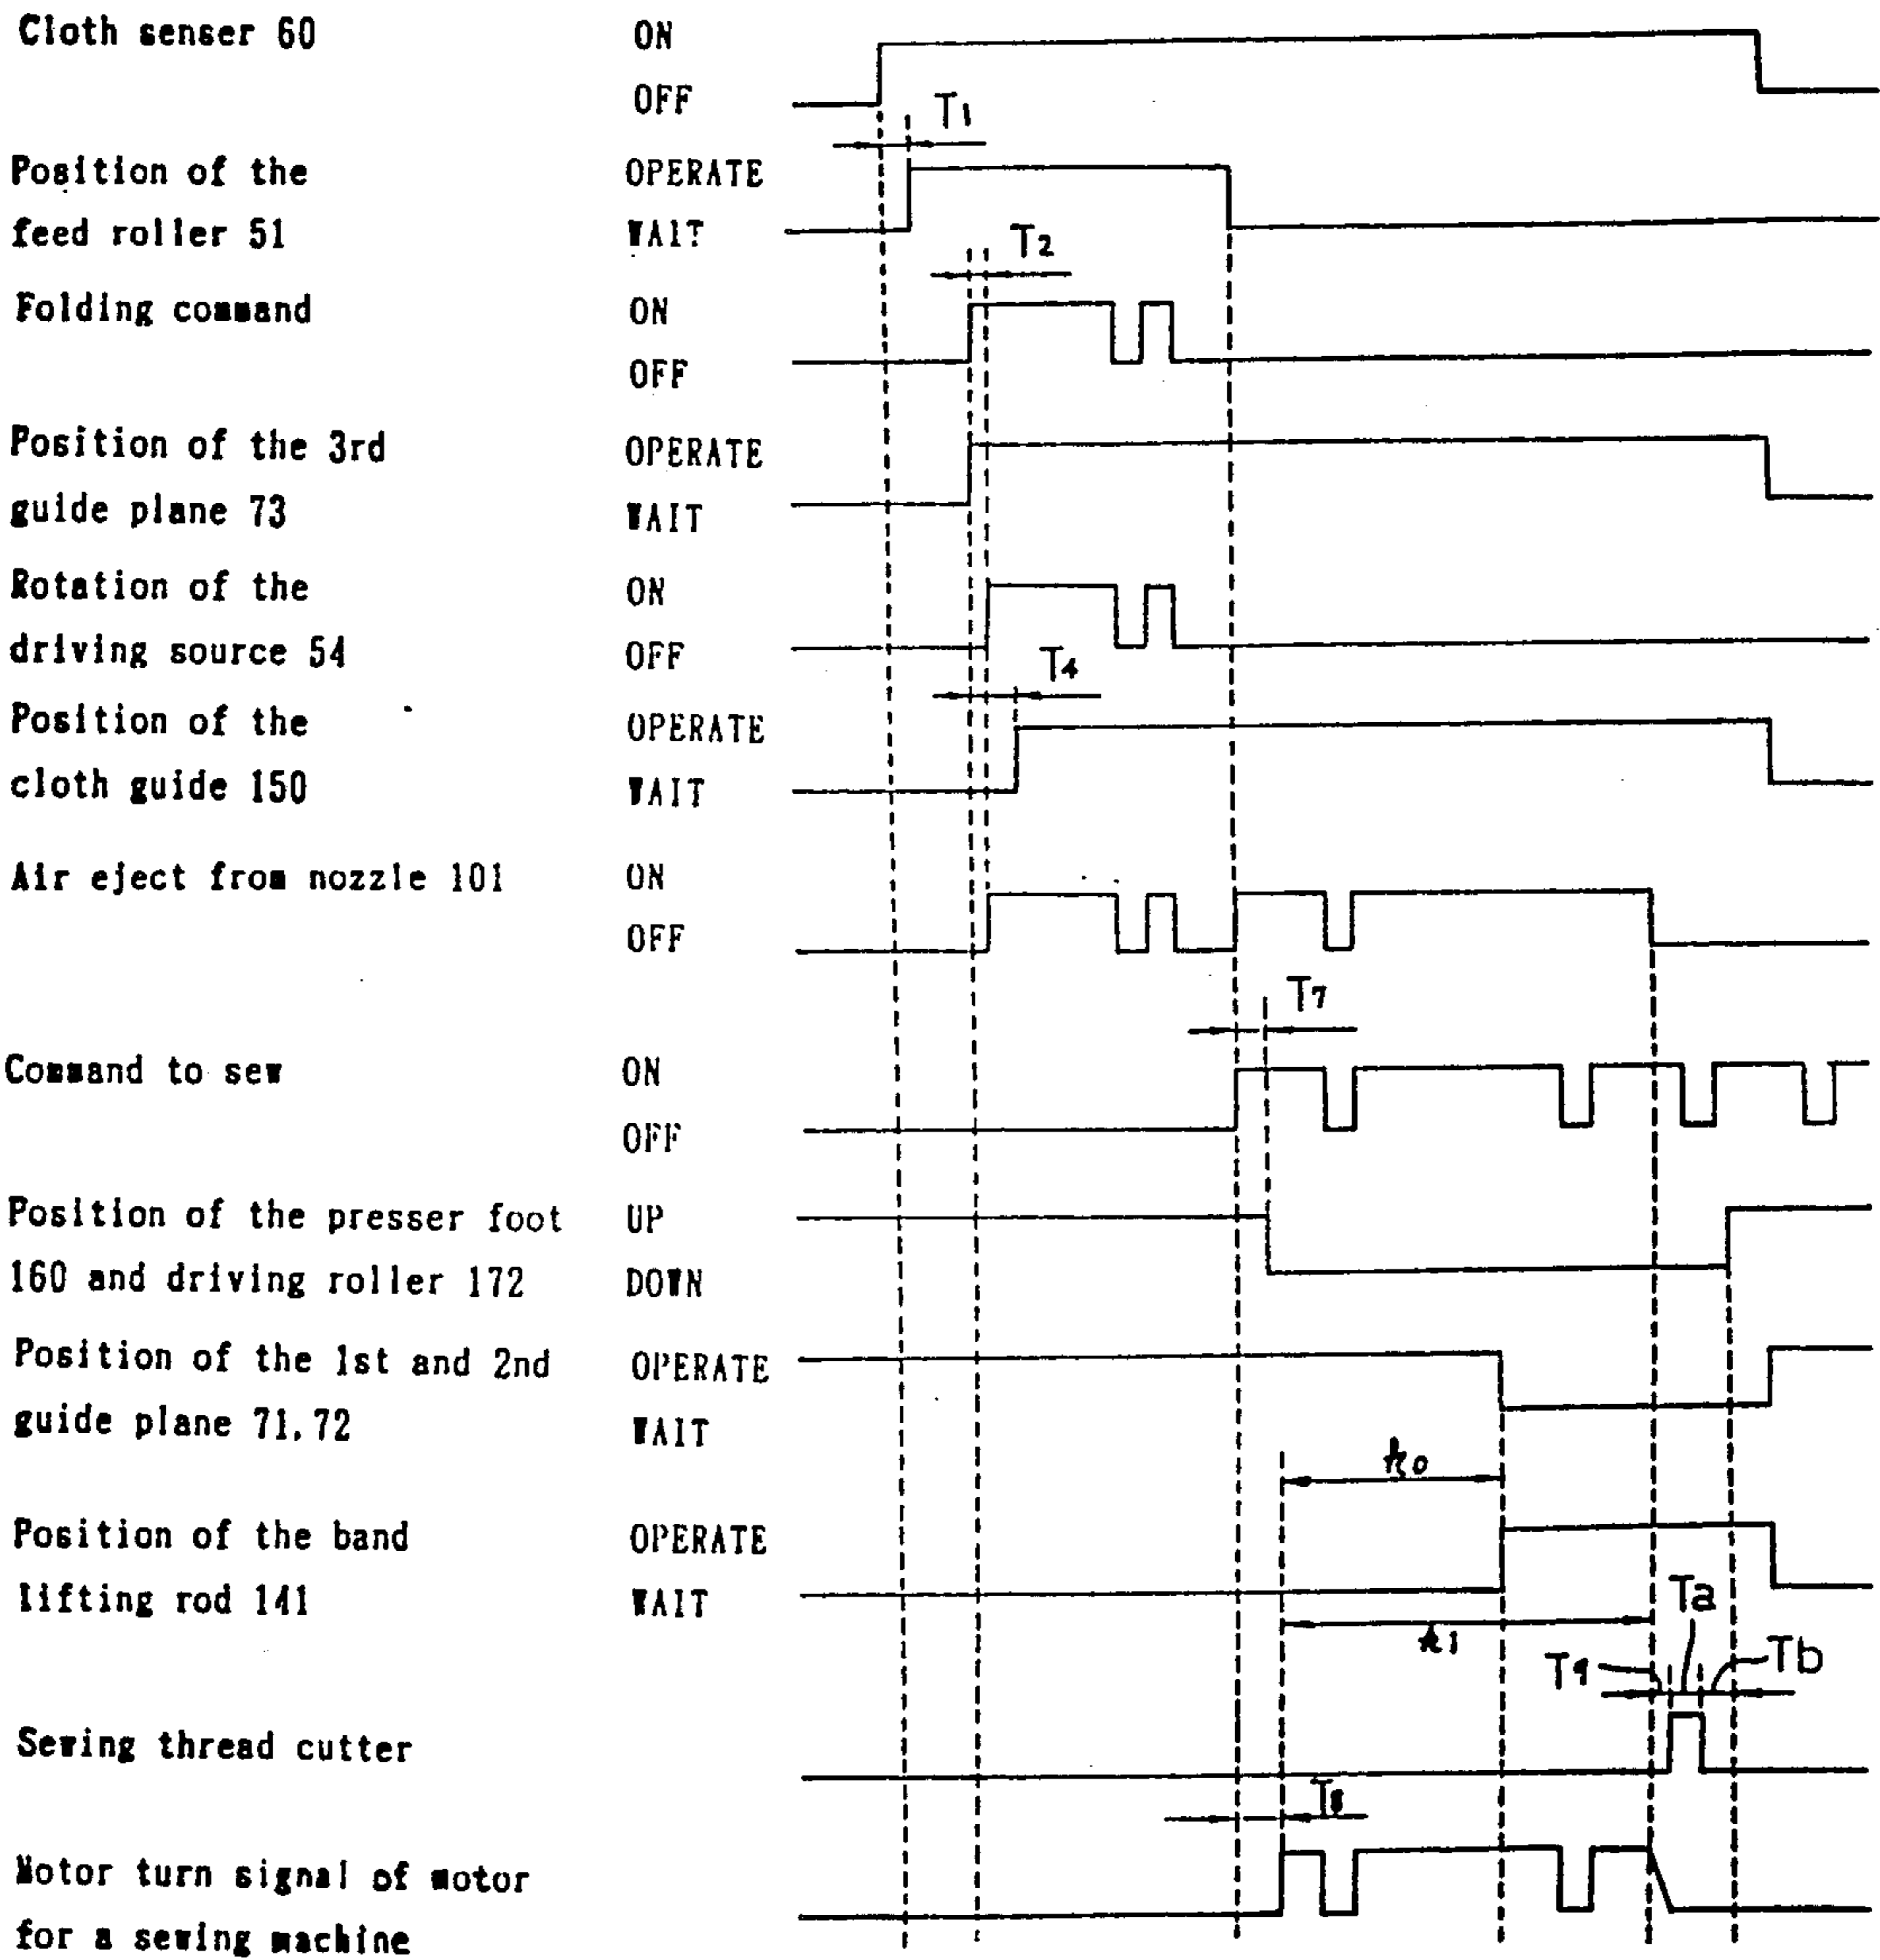 Cloth senser 60 ON
OFF
T1
Position of the OPERATE
feed roller 51 WAIT
T2
Folding command ON
OFF
Position of the 3rd OPERATE
guide plane 73 WAIT
Rotation of the ON
driving source 54 OFF
T4
Position of the OPERATE
cloth guide 150 WAIT
Air eject from nozzle 101 ON
OFF
T7
Command to sew ON
OFF
Position of the presser foot UP
160 and driving roller 172 DOWN
Position of the 1st and 2nd OPERATE
guide plane 71,72 WAIT
Position of the band OPERATE
lifting rod 141 WAIT
Ta
T9 Tb
Sewing thread cutter
T8
Motor turn signal of motor
for a sewing machine